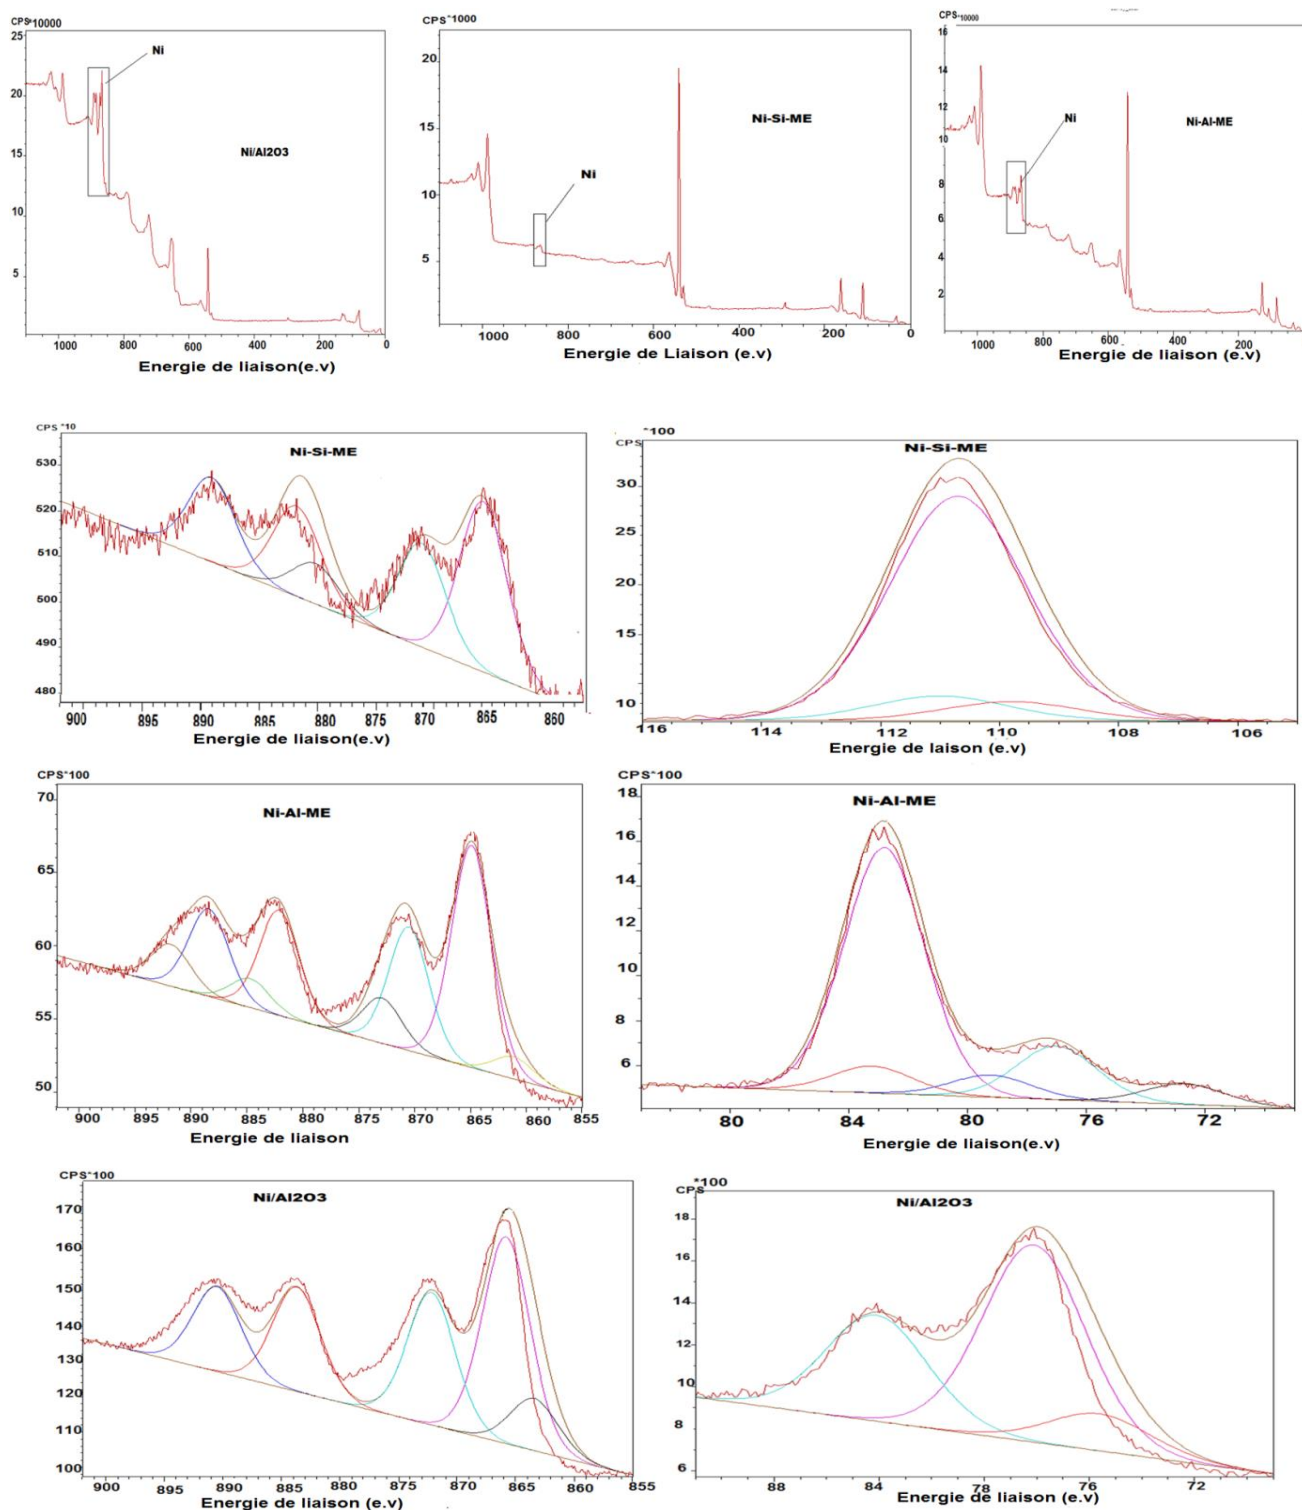 CPS*10000
25
20
15
10
5
Ni
Ni/Al2O3
1000 800 600 400 200 0
Energie de liaison(e.v)
CPS*1000
20
15
10
5
Ni-Si-ME
Ni
1000 800 600 400 200 0
Energie de Liaison (e.v)
CPS*10000
16
14
12
10
8
6
4
2
Ni
Ni-Al-ME
1000 800 600 400 200
Energie de liaison (e.v)
CPS *10
Ni-Si-ME
530
520
510
500
490
480
900 895 890 885 880 875 870 865 860
Energie de liaison(e.v)
*100
CPS
Ni-Si-ME
30
25
30
15
10
116 114 112 110 108 106
Energie de laison (e.v)
CPS*100
70
Ni-Al-ME
65
60
55
50
900 895 890 885 880 875 870 865 860 855
Energie de liaison
CPS*100
18
Ni-Al-ME
16
14
12
10
8
6
80 84 80 76 72
Energie de liaison(e.v)
CPS*100
Ni/Al2O3
170
160
150
140
130
120
110
100
900 895 890 885 880 875 870 865 860 855
Energie de liaison (e.v)
*100
CPS
Ni/Al2O3
18
16
14
12
10
8
6
88 84 78 76 72
Energie de liaison (e.v)